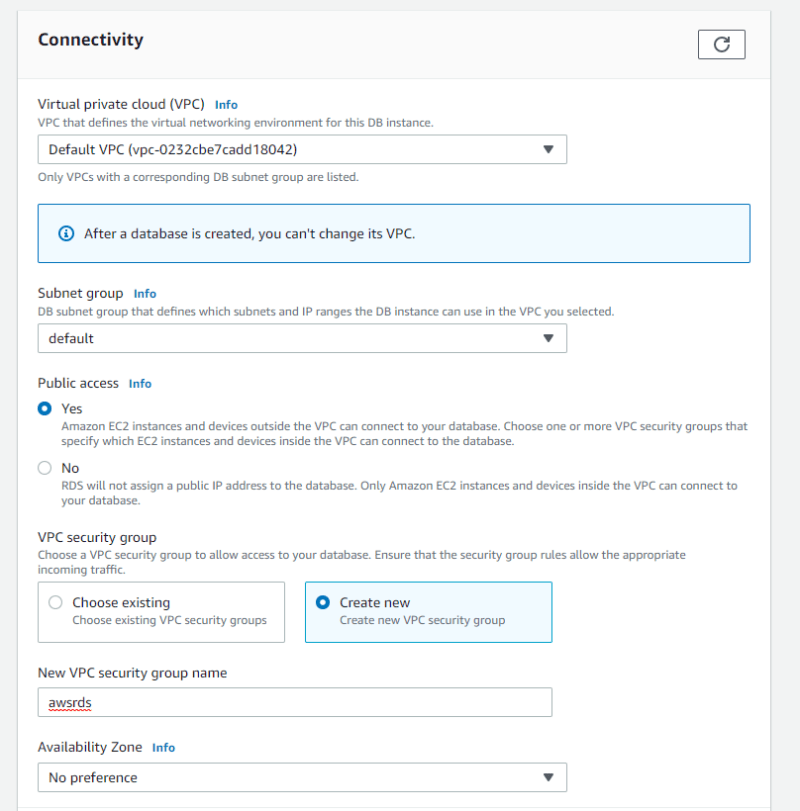 Connectivity
Virtual private cloud (VPC) Info
VPC that defines the virtual networking environment for this DB instance.
Default VPC (vpc-0232cbe7cadd18042)
Only VPCs with a corresponding DB subnet group are listed.
After a database is created, you can't change its VPC.
Subnet group Info
DB subnet group that defines which subnets and IP ranges the DB instance can use in the VPC you selected.
default
Public access Info
Yes
Amazon EC2 instances and devices outside the VPC can connect to your database. Choose one or more VPC security groups that
specify which EC2 instances and devices inside the VPC can connect to the database.
No
RDS will not assign a public IP address to the database. Only Amazon EC2 instances and devices inside the VPC can connect to
your database.
VPC security group
Choose a VPC security group to allow access to your database. Ensure that the security group rules allow the appropriate
incoming traffic.
Choose existing
Choose existing VPC security groups
Create new
Create new VPC security group
New VPC security group name
awsrds
Availability Zone Info
No preference